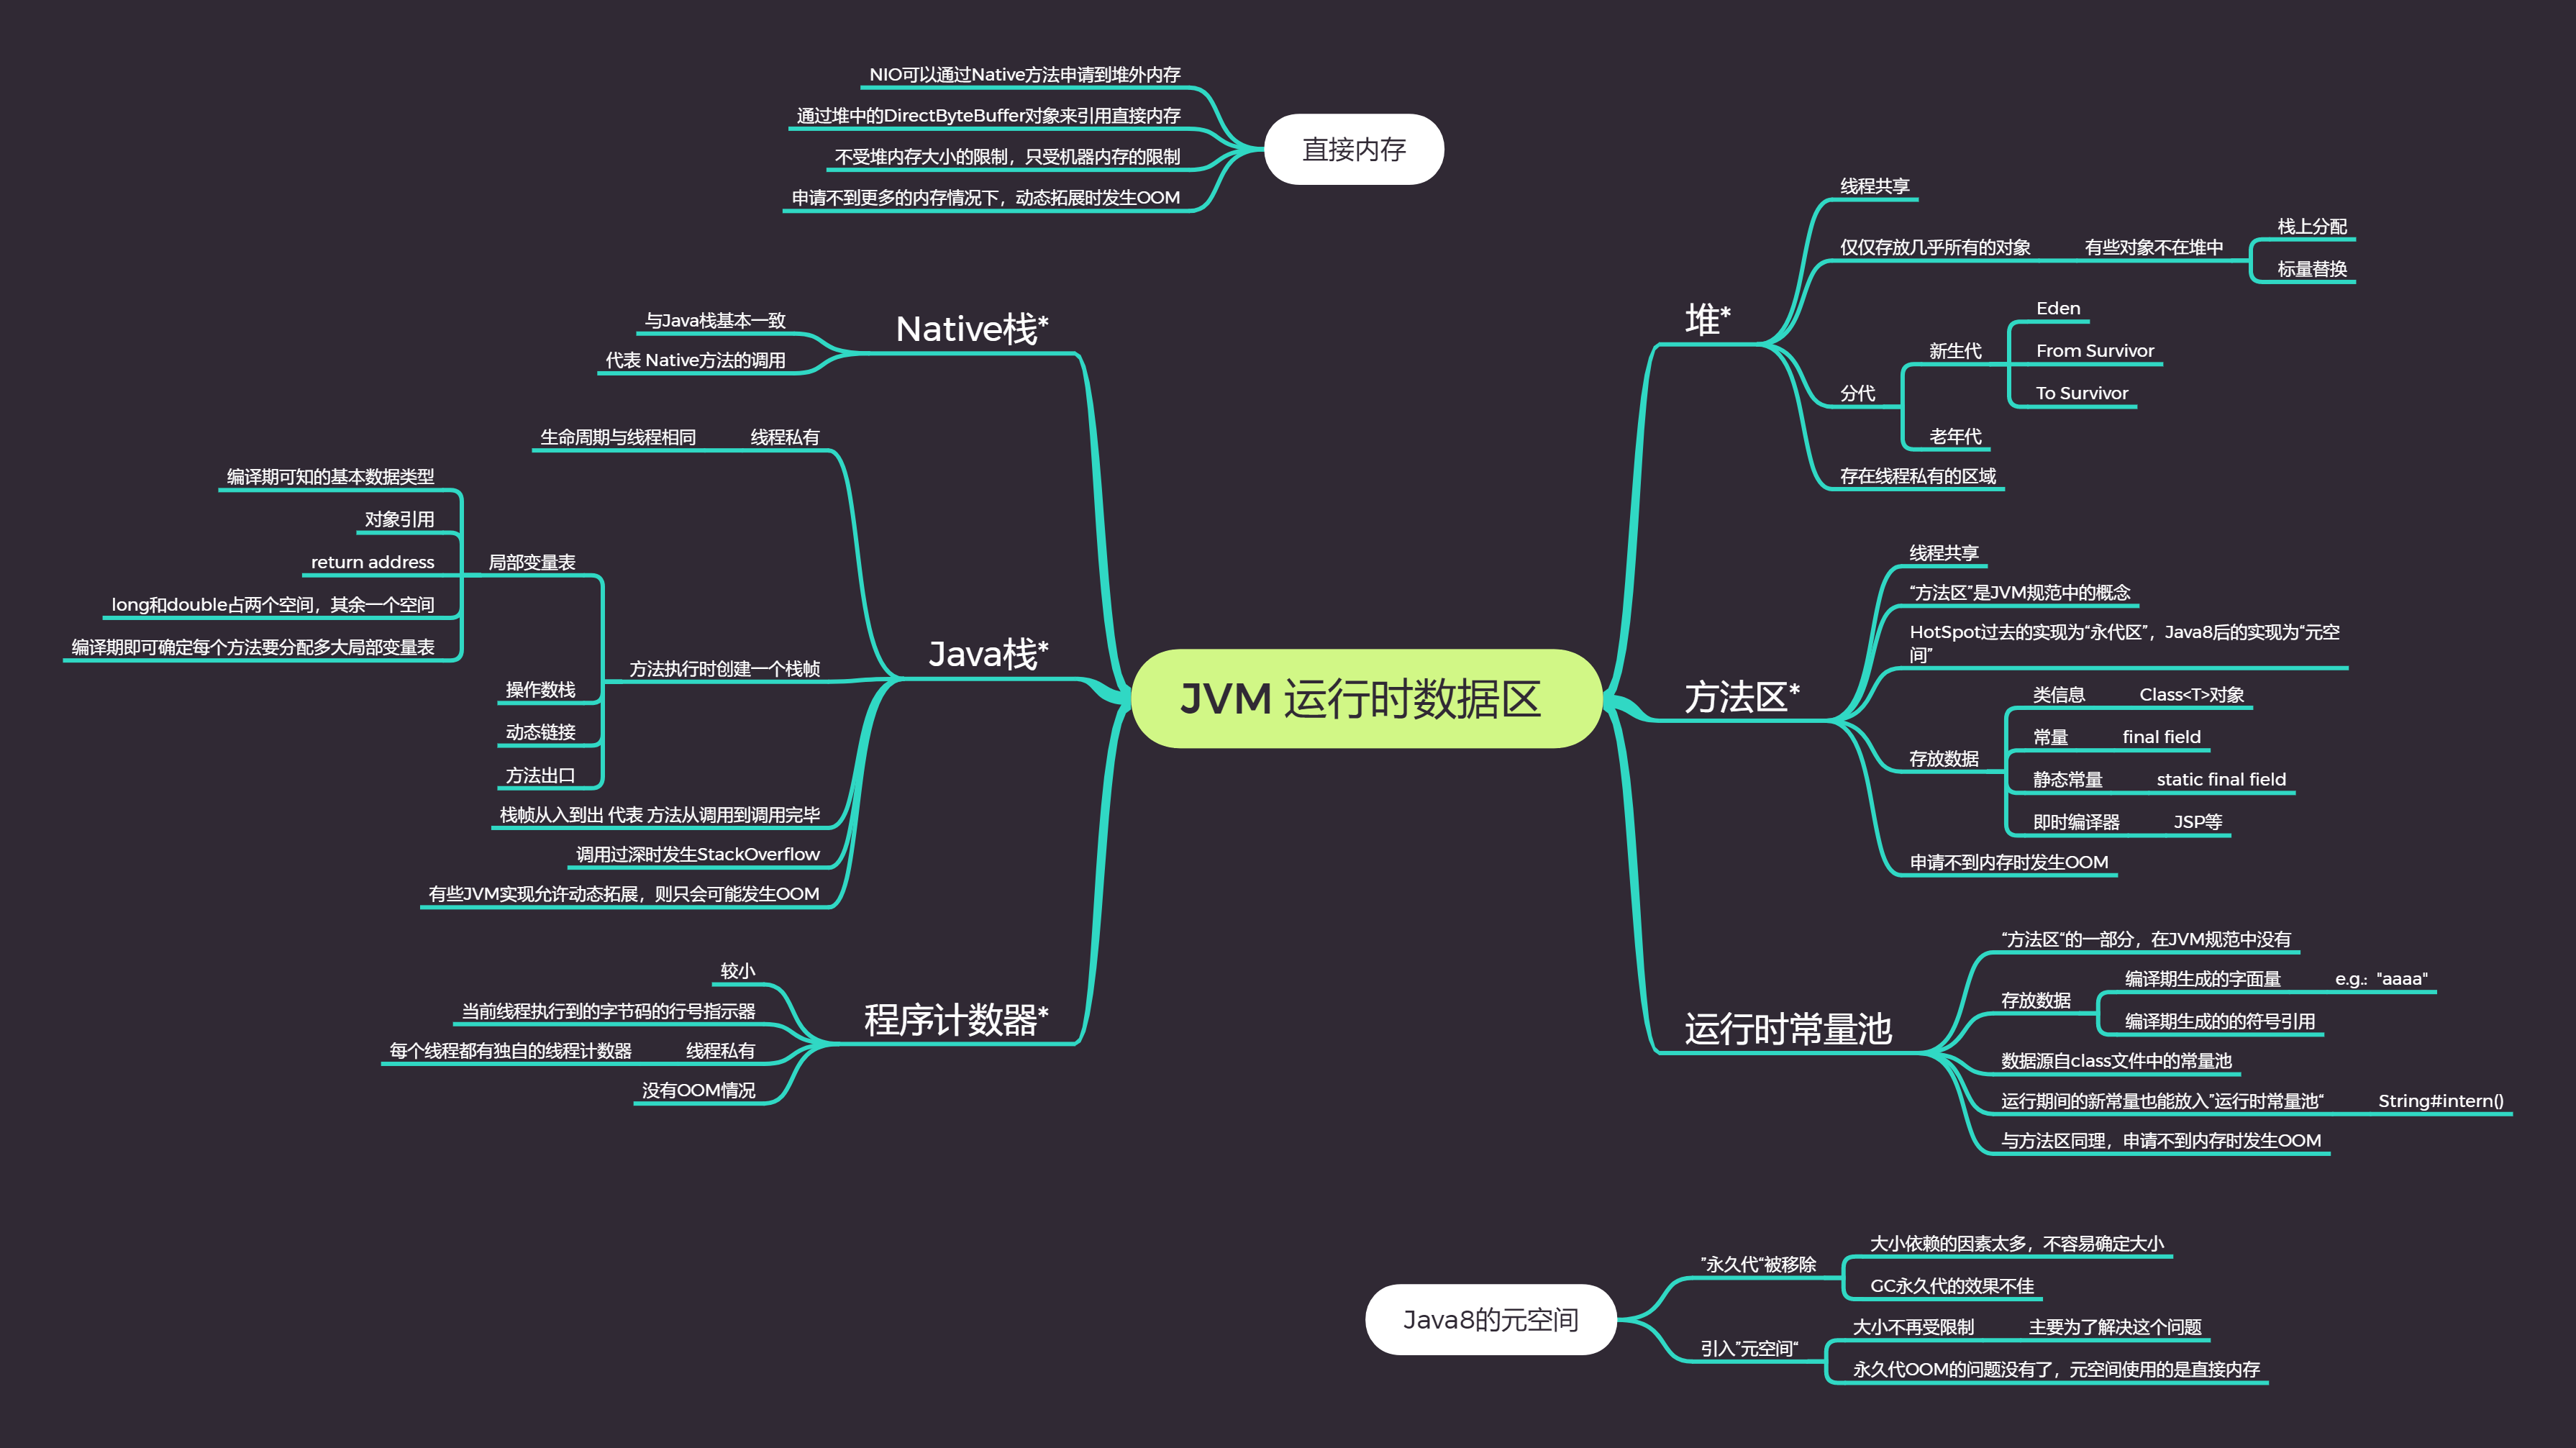 NIO可以通过Native方法申请到堆外内存
通过堆中的DirectByteBuffer对象来引用直接内存
不受堆内存大小的限制，只受机器内存的限制
申请不到更多的内存情况下，动态拓展时发生OOM
直接内存
Native栈*
与Java栈基本一致
代表 Native方法的调用
Java栈*
线程私有
生命周期与线程相同
方法执行时创建一个栈帧
局部变量表
编译期可知的基本数据类型
对象引用
return address
long和double占两个空间，其余一个空间
编译期即可确定每个方法要分配多大局部变量表
操作数栈
动态链接
方法出口
栈帧从入到出 代表 方法从调用到调用完毕
调用过深时发生StackOverflow
有些JVM实现允许动态拓展，则只会可能发生OOM
程序计数器*
较小
当前线程执行到的字节码的行号指示器
线程私有
每个线程都有独自的线程计数器
没有OOM情况
JVM 运行时数据区
堆*
线程共享
仅仅存放几乎所有的对象
有些对象不在堆中
栈上分配
标量替换
分代
新生代
Eden
From Survivor
To Survivor
老年代
存在线程私有的区域
方法区*
线程共享
“方法区”是JVM规范中的概念
HotSpot过去的实现为“永代区”，Java8后的实现为“元空
间”
存放数据
类信息
Class<T>对象
常量
final field
静态常量
static final field
即时编译器
JSP等
申请不到内存时发生OOM
运行时常量池
“方法区“的一部分，在JVM规范中没有
存放数据
编译期生成的字面量
e.g.: "aaaa"
编译期生成的的符号引用
数据源自class文件中的常量池
运行期间的新常量也能放入”运行时常量池“
String#intern()
与方法区同理，申请不到内存时发生OOM
Java8的元空间
”永久代“被移除
大小依赖的因素太多，不容易确定大小
GC永久代的效果不佳
引入”元空间“
大小不再受限制
主要为了解决这个问题
永久代OOM的问题没有了，元空间使用的是直接内存